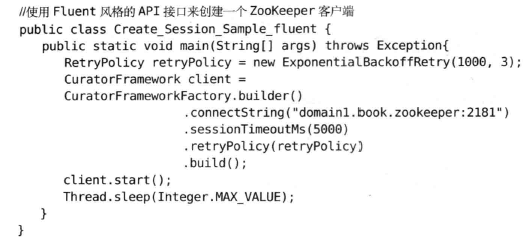 //使用 Fluent 风格的 API 接口来创建一个 ZooKeeper 客户端
public class Create_Session_Sample_fluent {
public static void main(String[] args) throws Exception{
RetryPolicy retryPolicy = new ExponentialBackoffRetry(1000, 3);
CuratorFramework client =
CuratorFrameworkFactory.builder()
.connectString("domain1.book.zookeeper:2181")
.sessionTimeoutMs(5000)
.retryPolicy(retryPolicy)
.build();
client.start();
Thread.sleep(Integer.MAX_VALUE);
}
}